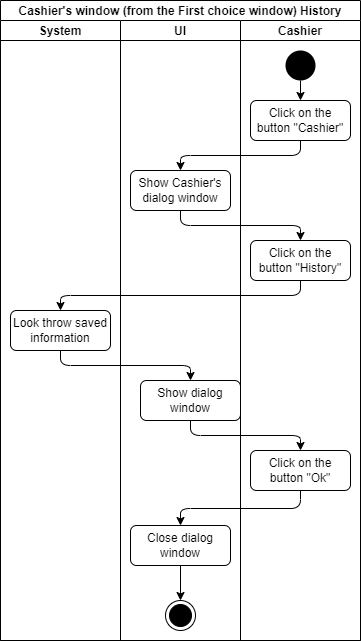 Cashier's window (from the First choice window) History
System
UI
Cashier
Click on the
button "Cashier"
Show Cashier's
dialog window
Click on the
button "History"
Look throw saved
information
Show dialog
window
Click on the
button "Ok"
Close dialog
window